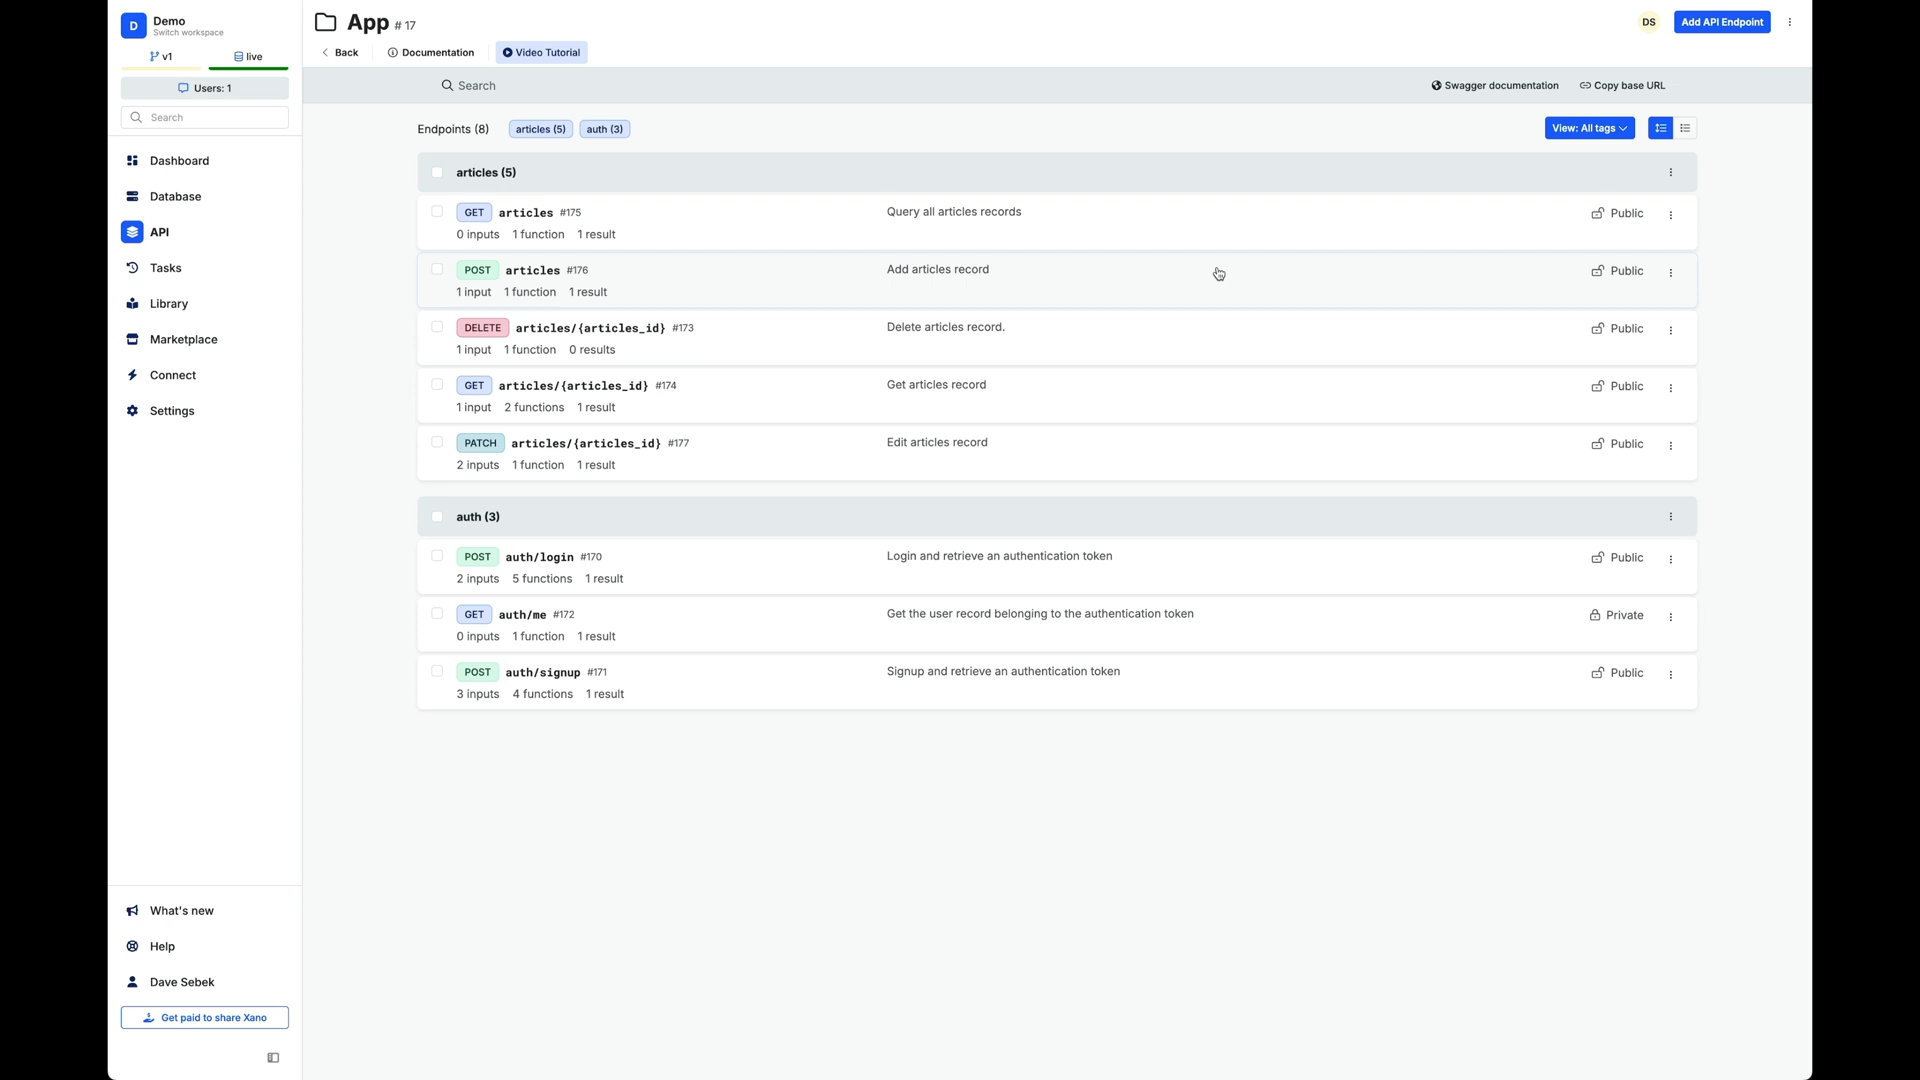 D Demo
Switch workspace
v1 live
Users: 1
Search
Dashboard
Database
API
Tasks
Library
Marketplace
Connect
Settings
What's new
Help
Dave Sebek
Get paid to share Xano
App # 17
DS Add API Endpoint
Back Documentation Video Tutorial
Search Swagger documentation Copy base URL
Endpoints (8) articles (5) auth (3) View: All tags
articles (5)
GET articles #175 Query all articles records Public
0 inputs 1 function 1 result
POST articles #176 Add articles record Public
1 input 1 function 1 result
DELETE articles/{articles_id} #173 Delete articles record. Public
1 input 1 function 0 results
GET articles/{articles_id} #174 Get articles record Public
1 input 2 functions 1 result
PATCH articles/{articles_id} #177 Edit articles record Public
2 inputs 1 function 1 result
auth (3)
POST auth/login #170 Login and retrieve an authentication token Public
2 inputs 5 functions 1 result
GET auth/me #172 Get the user record belonging to the authentication token Private
0 inputs 1 function 1 result
POST auth/signup #171 Signup and retrieve an authentication token Public
3 inputs 4 functions 1 result